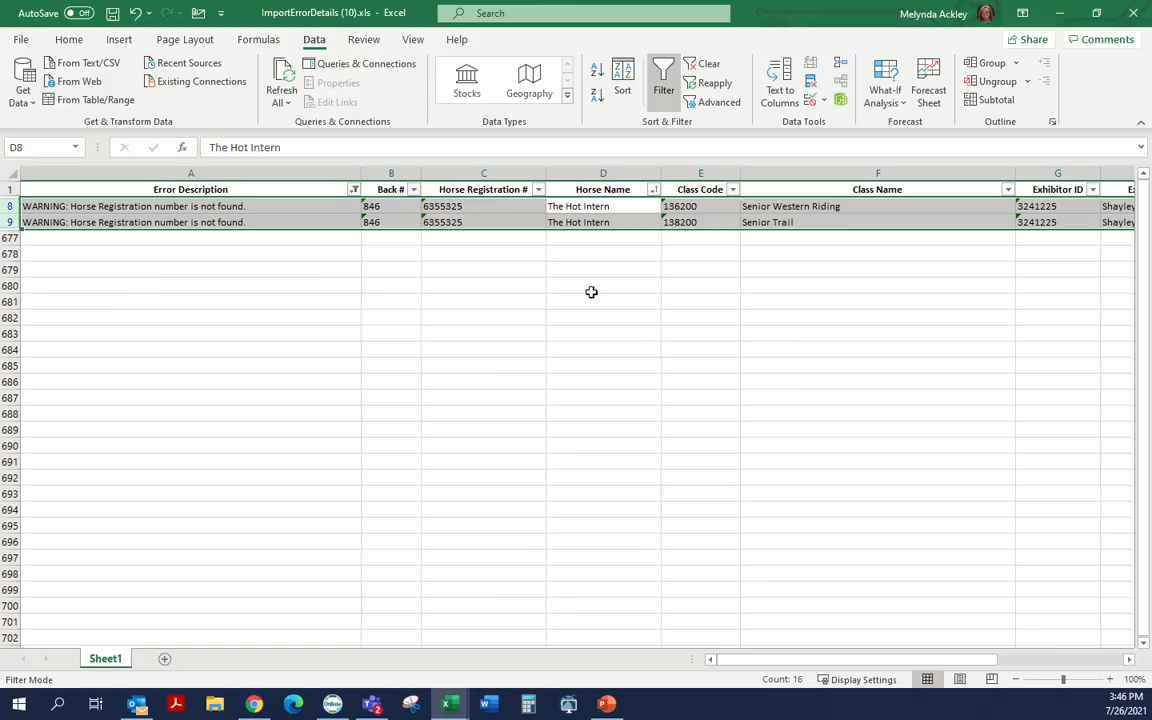 AutoSave Off ImportErrorDetails (10).xls - Excel Search Melynda Ackley
File Home Insert Page Layout Formulas Data Review View Help Share Comments
Get Data From Text/CSV From Web From Table/Range Recent Sources Existing Connections
Get & Transform Data
Refresh All Queries & Connections Properties Edit Links
Queries & Connections
Stocks Geography
Data Types
Sort Filter Clear Reapply Advanced
Sort & Filter
Text to Columns
Data Tools
What-If Analysis Forecast Sheet
Forecast
Group Ungroup Subtotal
Outline
D8 fx The Hot Intern
A B C D E F G
1 Error Description Back # Horse Registration # Horse Name Class Code Class Name Exhibitor ID
8 WARNING: Horse Registration number is not found. 846 6355325 The Hot Intern 136200 Senior Western Riding 3241225 Shayley
9 WARNING: Horse Registration number is not found. 846 6355325 The Hot Intern 138200 Senior Trail 3241225 Shayley
677
678
679
680
681
682
683
684
685
686
687
688
689
690
691
692
693
694
695
696
697
698
699
700
701
702
Sheet1
Filter Mode Count: 16 Display Settings 100%
3:46 PM
7/26/2021